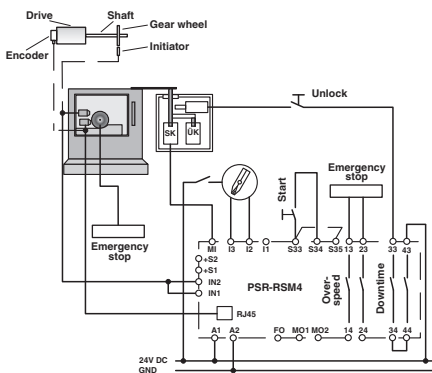 Drive
Shaft
Gear wheel
Encoder
Initiator
Unlock
SK
ÜK
Emergency
stop
Start
Emergency
stop
MI I3 I2 I1 S33 S34 S35 13 23 33 43
+S2
+S1
IN2
IN1
PSR-RSM4
Over-
speed
Downtime
RJ45
A1 A2 FO MO1 MO2 14 24 34 44
24V DC
GND